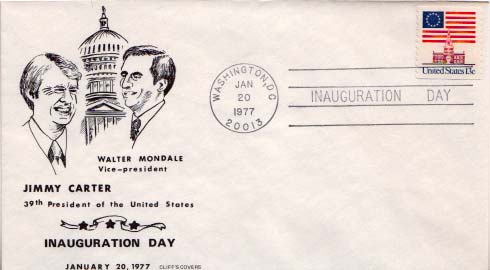 WALTER MONDALE
Vice-president
JIMMY CARTER
39th President of the United States
INAUGURATION DAY
JANUARY 20, 1977 CLIFF'S COVERS
WASHINGTON, DC
JAN
20
1977
20013
INAUGURATION DAY
United States 13c